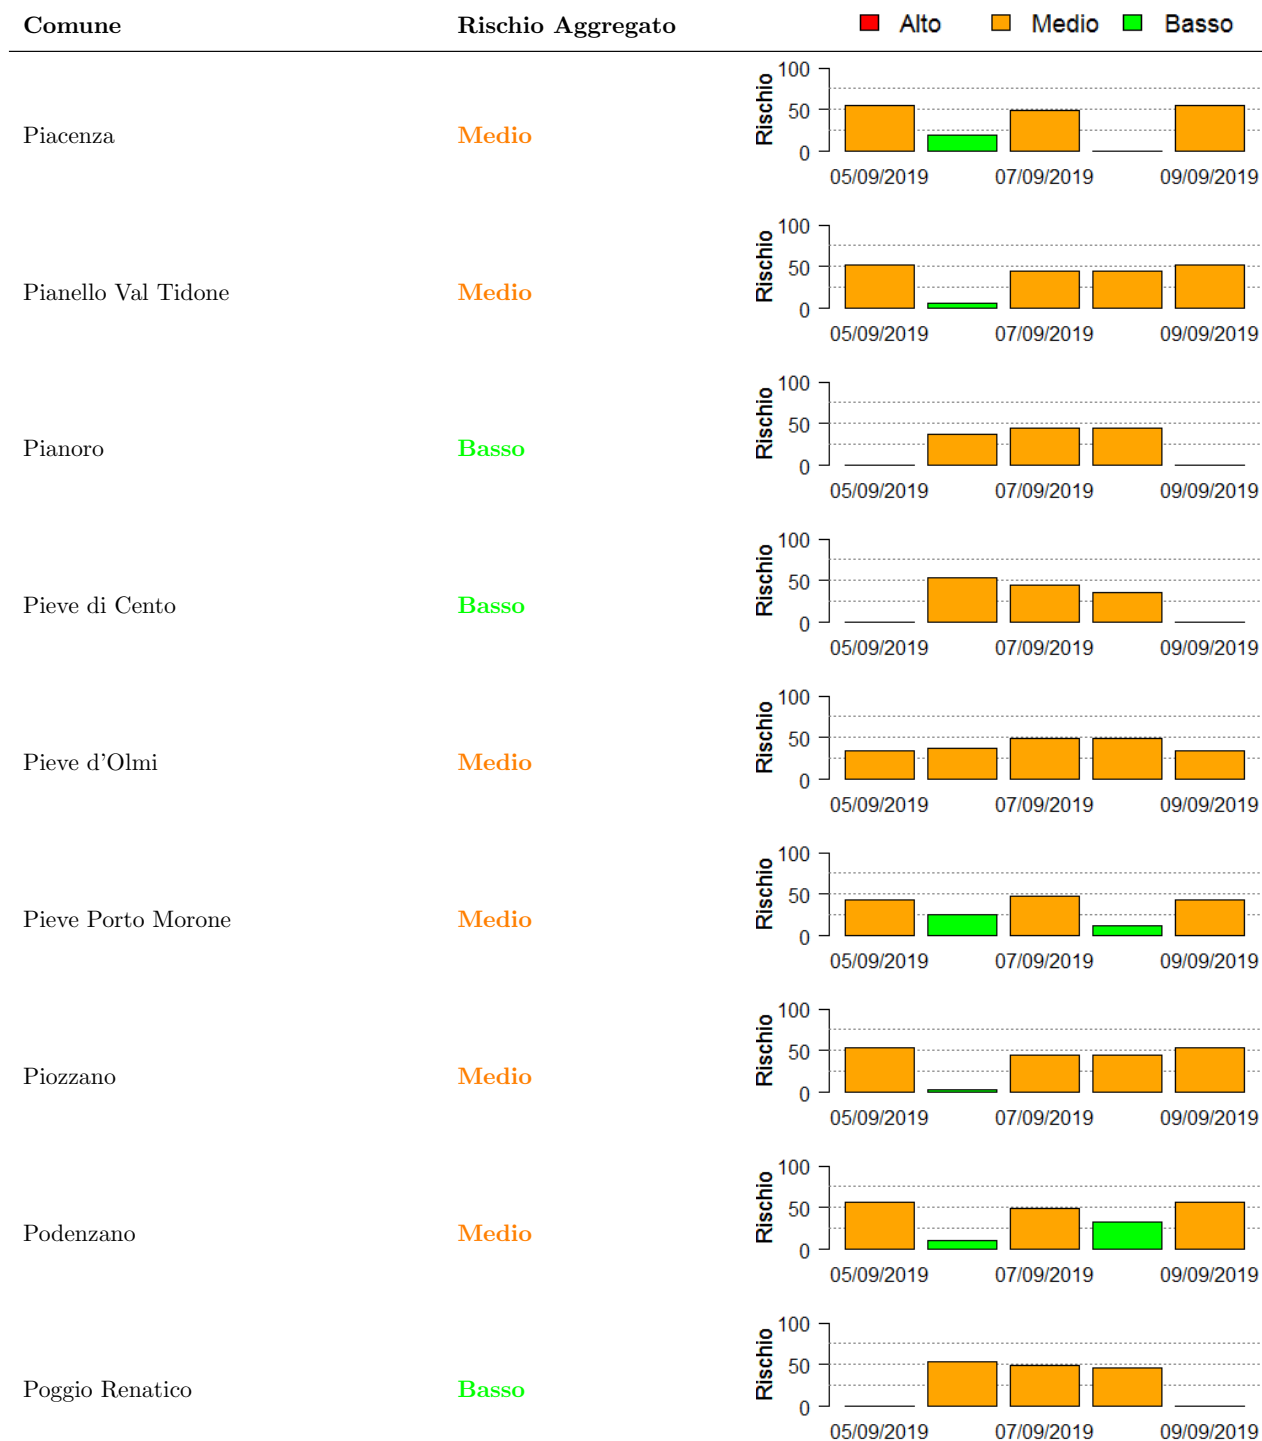 Comune Rischio Aggregato Alto Medio Basso
Piacenza Medio
Rischio
100
50
0
05/09/2019 07/09/2019 09/09/2019
Pianello Val Tidone Medio
Rischio
100
50
0
05/09/2019 07/09/2019 09/09/2019
Pianoro Basso
Rischio
100
50
0
05/09/2019 07/09/2019 09/09/2019
Pieve di Cento Basso
Rischio
100
50
0
05/09/2019 07/09/2019 09/09/2019
Pieve d'Olmi Medio
Rischio
100
50
0
05/09/2019 07/09/2019 09/09/2019
Pieve Porto Morone Medio
Rischio
100
50
0
05/09/2019 07/09/2019 09/09/2019
Piozzano Medio
Rischio
100
50
0
05/09/2019 07/09/2019 09/09/2019
Podenzano Medio
Rischio
100
50
0
05/09/2019 07/09/2019 09/09/2019
Poggio Renatico Basso
Rischio
100
50
0
05/09/2019 07/09/2019 09/09/2019